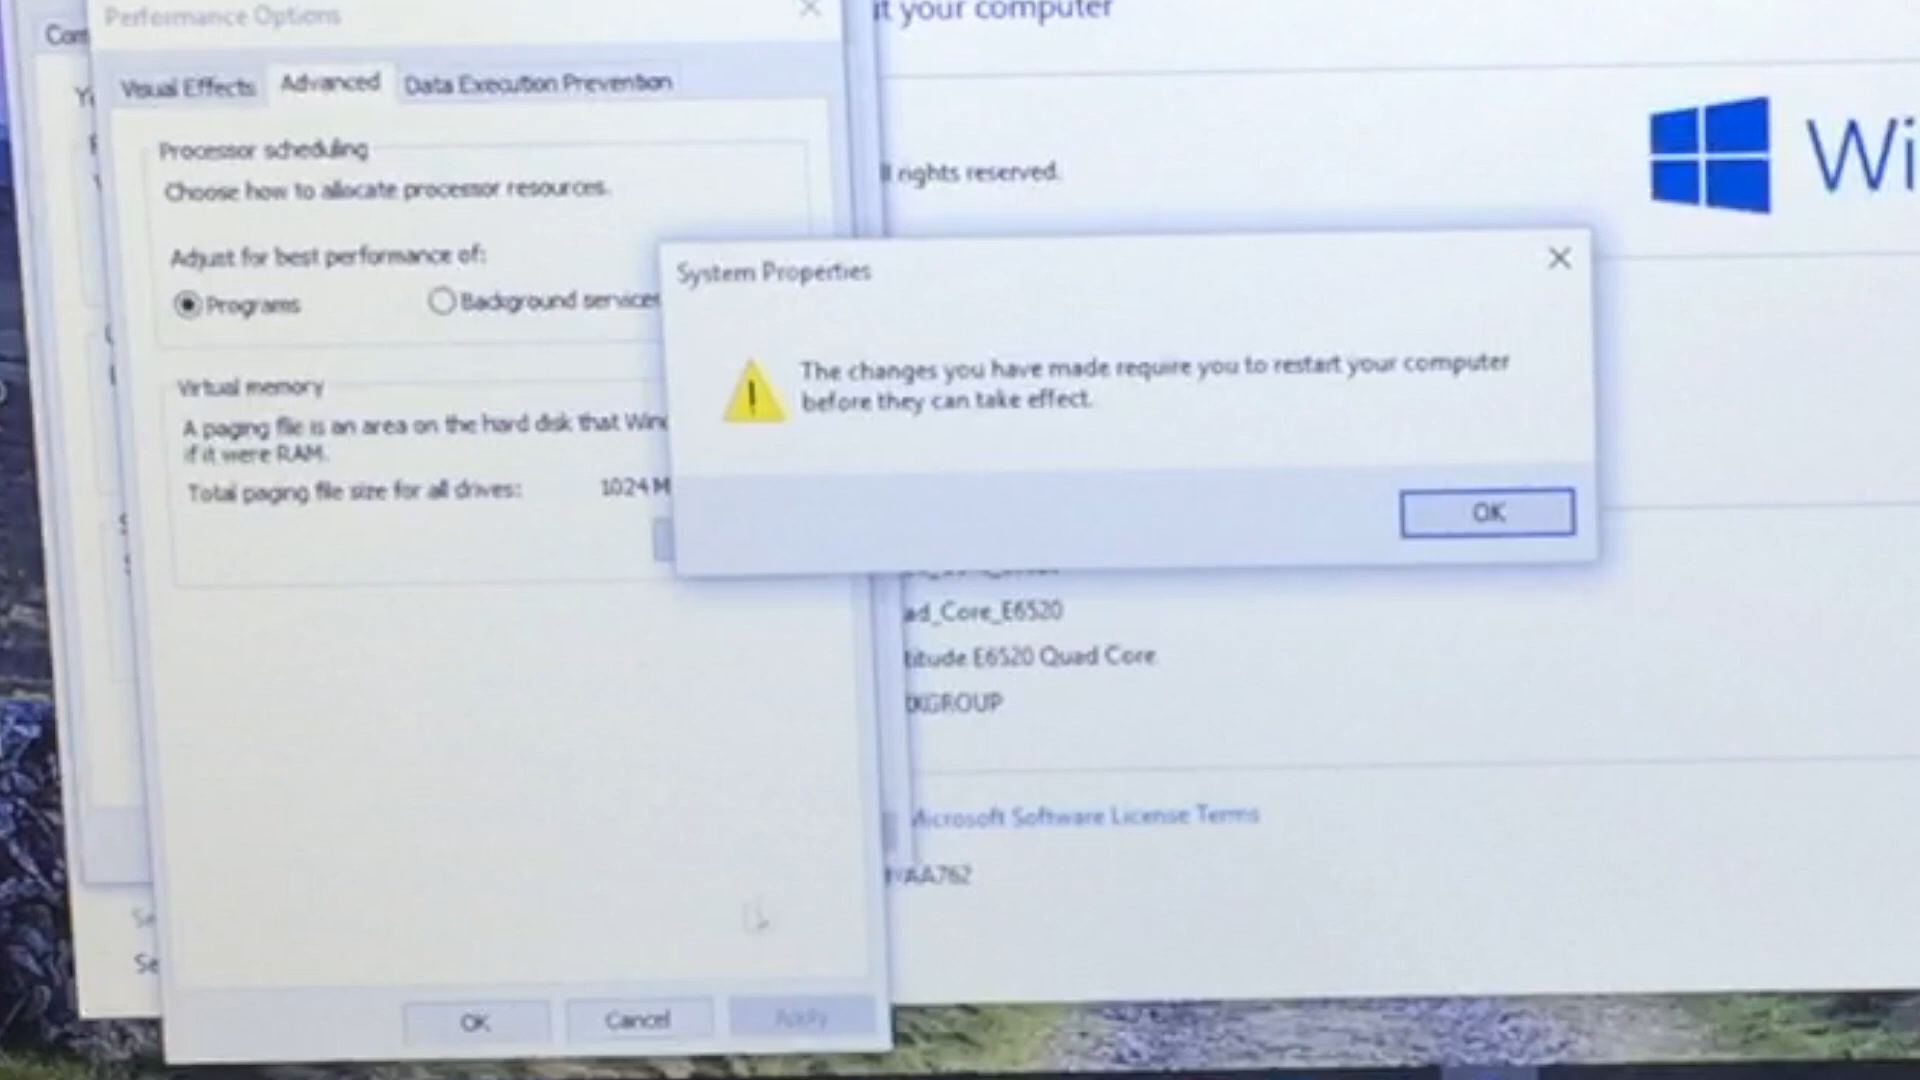 Performance Options
Visual Effects
Advanced
Data Execution Prevention
Processor scheduling
Choose how to allocate processor resources.
Adjust for best performance of:
Programs
Background services
Virtual memory
A paging file is an area on the hard disk that
if it were RAM.
Total paging file size for all drives:
1024 M
OK
Cancel
Apply
System Properties
The changes you have made require you to restart your computer
before they can take effect.
OK
t your computer
rights reserved.
Wi
ad_Core_E6520
titude E6520 Quad Core
KGROUP
Microsoft Software License Terms
AA762
Se